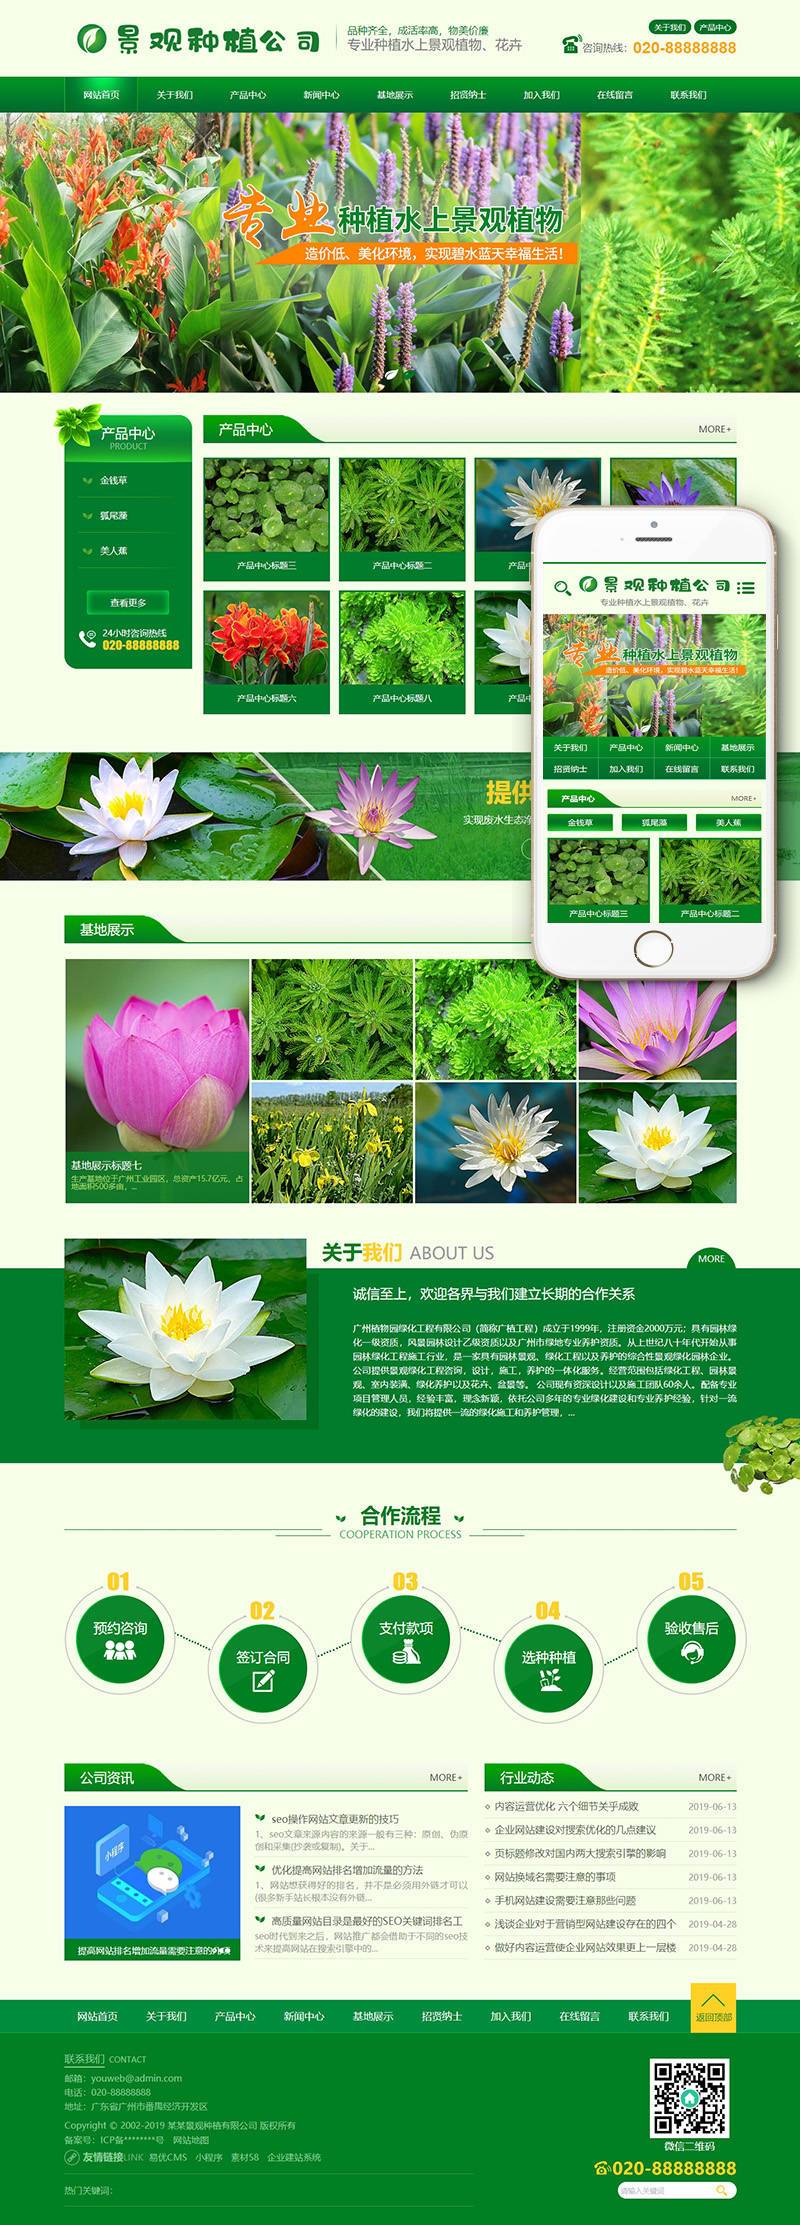 景观种植公司
品种齐全，成活率高，物美价廉
专业种植水上景观植物、花卉
关于我们 产品中心
咨询热线：020-88888888
网站首页 关于我们 产品中心 新闻中心 基地展示 招贤纳士 加入我们 在线留言 联系我们
专业种植水上景观植物
造价低、美化环境，实现碧水蓝天幸福生活！
产品中心
PRODUCT
金钱草
狐尾藻
美人蕉
查看更多
24小时咨询热线
020-88888888
产品中心 MORE+
产品中心标题三 产品中心标题二 产品中
产品中心标题六 产品中心标题八 产品中
景观种植公司
专业种植水上景观植物、花卉
专业种植水上景观植物
造价低、美化环境，实现碧水蓝天幸福生活！
关于我们 产品中心 新闻中心 基地展示
招贤纳士 加入我们 在线留言 联系我们
产品中心 MORE+
金钱草 狐尾藻 美人蕉
产品中心标题三 产品中心标题二
提供
实现废水生态净
基地展示
基地展示标题七
生产基地位于广州工业园区，总资产15.7亿元，占
地面积500多亩，...
关于我们 ABOUT US
MORE
诚信至上，欢迎各界与我们建立长期的合作关系
广州植物园绿化工程有限公司（简称广植工程）成立于1999年，注册资金2000万元；具有园林绿
化一级资质，风景园林设计乙级资质以及广州市绿地专业养护资质。从上世纪八十年代开始从事
园林绿化工程施工行业，是一家具有园林景观、绿化工程以及养护的综合性景观绿化园林企业。
公司提供景观绿化工程咨询，设计，施工，养护的一体化服务。经营范围包括绿化工程、园林景
观、室内装满、绿化养护以及花卉、盆景等。 公司现有资深设计以及施工团队60余人。配备专业
项目管理人员，经验丰富，理念新颖，依托公司多年的专业绿化建设和专业养护经验，针对一流
绿化的建设，我们将提供一流的绿化施工和养护管理，...
合作流程
COOPERATION PROCESS
01
预约咨询
02
签订合同
03
支付款项
04
选种种植
05
验收售后
公司资讯 MORE+
小程序
提高网站排名增加流量需要注意的
seo操作网站文章更新的技巧
1、seo文章来源内容的来源一般有三种：原创、伪原
创和采集(抄袭或复制)。关于...
优化提高网站排名增加流量的方法
1、网站想获得好的排名，并不是必须用外链才可以
(很多新手站长根本没有外链...
高质量网站目录是最好的SEO关键词排名工
seo时代到来之后，网站推广都会借助于不同的seo技
术来提高网站在搜索引擎中的...
行业动态 MORE+
内容运营优化 六个细节关乎成败 2019-06-13
企业网站建设对搜索优化的几点建议 2019-06-13
页标题修改对国内两大搜索引擎的影响 2019-06-13
网站换域名需要注意的事项 2019-06-13
手机网站建设需要注意那些问题 2019-06-13
浅谈企业对于营销型网站建设存在的四个 2019-04-28
做好内容运营使企业网站效果更上一层楼 2019-04-28
网站首页 关于我们 产品中心 新闻中心 基地展示 招贤纳士 加入我们 在线留言 联系我们
返回顶部
联系我们 CONTACT
邮箱：youweb@admin.com
电话：020-88888888
地址：广东省广州市番禺经济开发区
Copyright © 2002-2019 某某景观种植有限公司 版权所有
备案号：ICP备********号 网站地图
友情链接LINK 易优CMS 小程序 素材58 企业建站系统
热门关键词：
微信二维码
020-88888888
请输入关键词